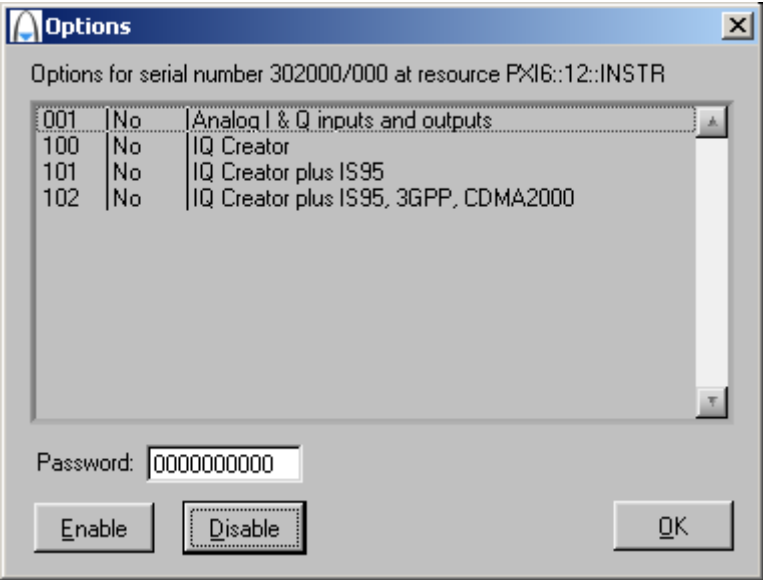 Options
Options for serial number 302000/000 at resource PXI6::12::INSTR
001 |No |Analog I & Q inputs and outputs
100 |No |IQ Creator
101 |No |IQ Creator plus IS95
102 |No |IQ Creator plus IS95, 3GPP, CDMA2000
Password: 0000000000
Enable Disable OK